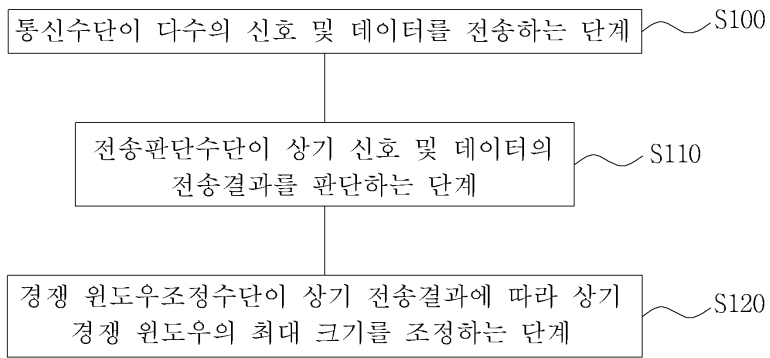 통신수단이 다수의 신호 및 데이터를 전송하는 단계
S100
전송판단수단이 상기 신호 및 데이터의
전송결과를 판단하는 단계
S110
경쟁 윈도우조정수단이 상기 전송결과에 따라 상기
경쟁 윈도우의 최대 크기를 조정하는 단계
S120